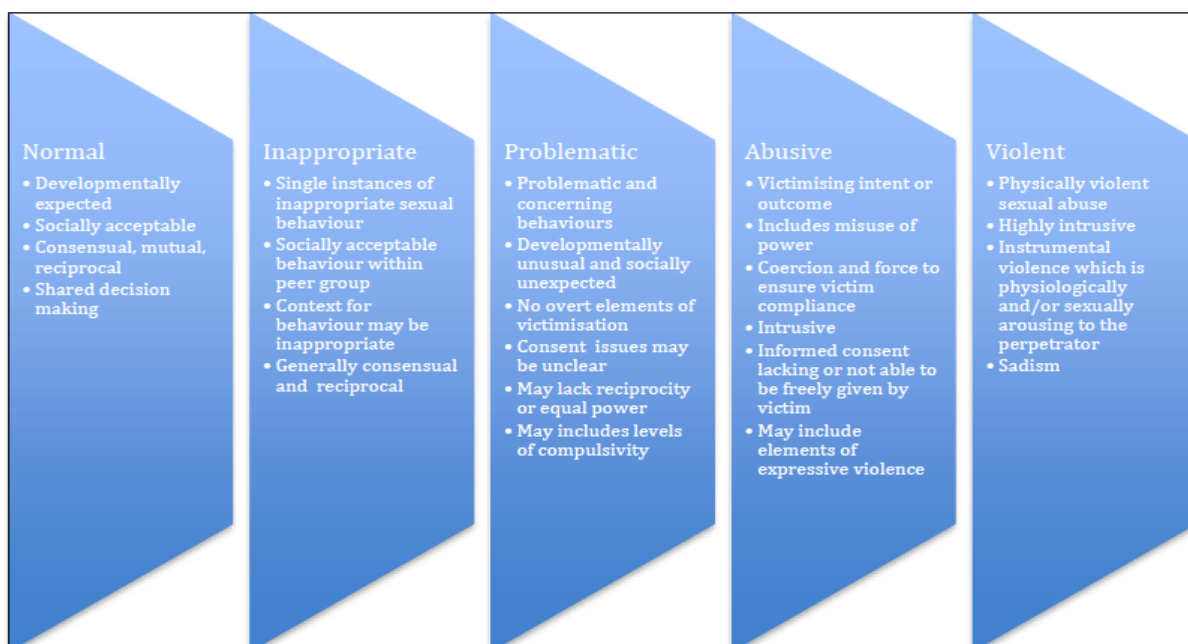 Normal
• Developmentally
expected
• Socially acceptable
• Consensual, mutual,
reciprocal
• Shared decision
making
Inappropriate
• Single instances of
inappropriate sexual
behaviour
• Socially acceptable
behaviour within
peer group
• Context for
behaviour may be
inappropriate
• Generally consensual
and reciprocal
Problematic
• Problematic and
concerning
behaviours
• Developmentally
unusual and socially
unexpected
• No overt elements of
victimisation
• Consent issues may
be unclear
• May lack reciprocity
or equal power
• May includes levels
of compulsivity
Abusive
• Victimising intent or
outcome
• Includes misuse of
power
• Coercion and force to
ensure victim
compliance
• Intrusive
• Informed consent
lacking or not able to
be freely given by
victim
• May include
elements of
expressive violence
Violent
• Physically violent
sexual abuse
• Highly intrusive
• Instrumental
violence which is
physiologically
and/or sexually
arousing to the
perpetrator
• Sadism